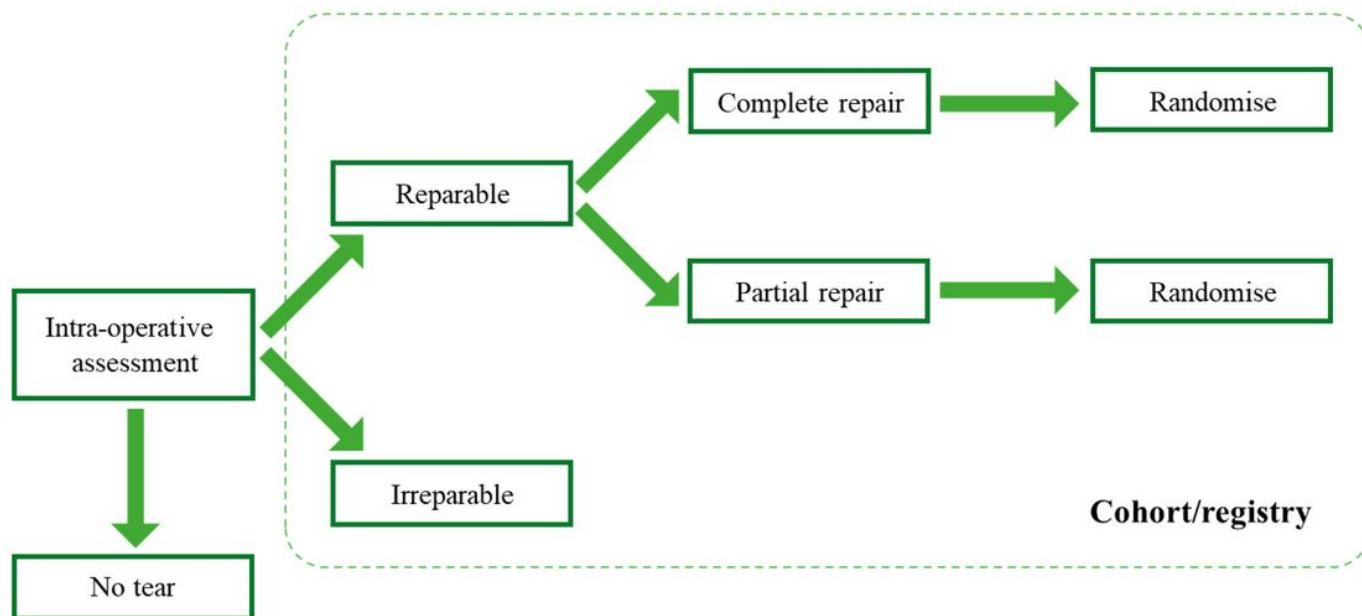 Complete repair
Randomise
Reparable
Partial repair
Randomise
Intra-operative
assessment
Irreparable
Cohort/registry
No tear